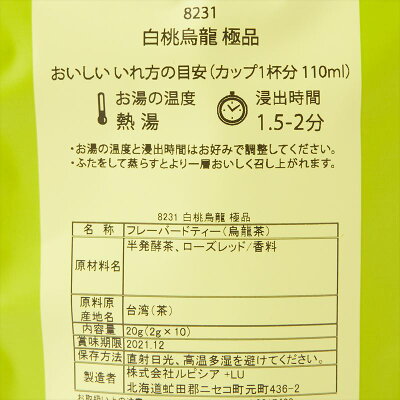 8231
白桃烏龍 極品
おいしい いれ方の目安(カップ1杯分 110ml)
お湯の温度
熱湯
浸出時間
1.5-2分
・お湯の温度と浸出時間はお好みで調整してください。
・ふたをして蒸らすとより一層おいしく召し上がれます。
8231 白桃烏龍 極品
名称 フレーバードティー(烏龍茶)
原材料名 半発酵茶、ローズレッド/香料
原料原産地名 台湾(茶)
内容量 20g(2g×10)
賞味期限 2021.12
保存方法 直射日光、高温多湿を避けてください。
製造者 株式会社ルピシア +LU
北海道虻田郡ニセコ町元町436-2